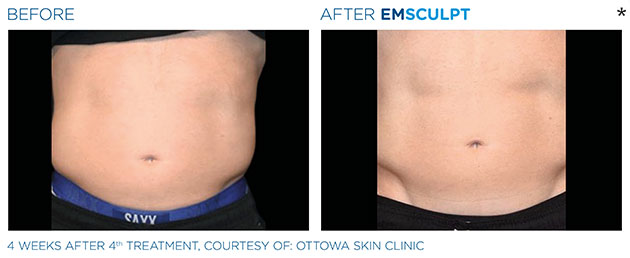 BEFORE
AFTER EMSCULPT *
SAXX
4 WEEKS AFTER 4th TREATMENT, COURTESY OF: OTTOWA SKIN CLINIC